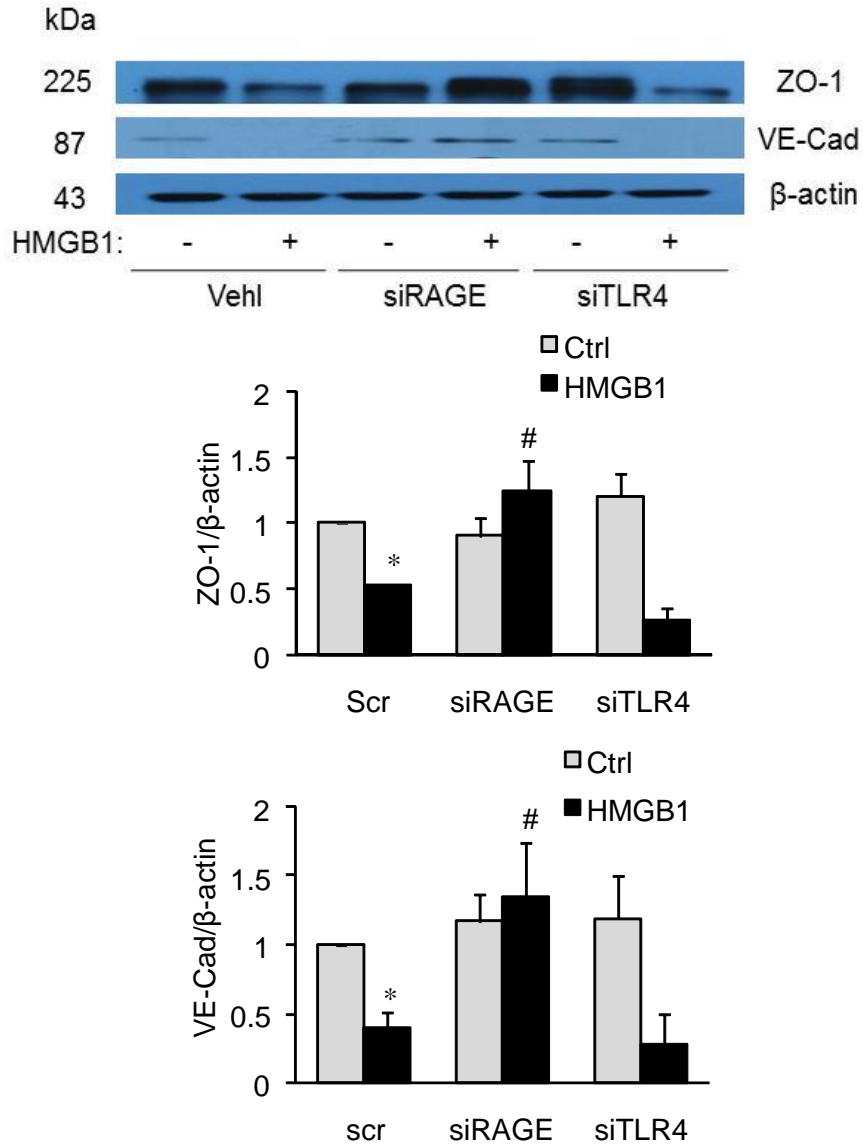 kDa
225 ZO-1
87 VE-Cad
43 β-actin
HMGB1: - + - + - +
Vehl siRAGE siTLR4
Ctrl
HMGB1
2
1.5
1
0.5
0
ZO-1/β-actin
*
#
Scr siRAGE siTLR4
Ctrl
HMGB1
2
1.5
1
0.5
0
VE-Cad/β-actin
*
#
scr siRAGE siTLR4